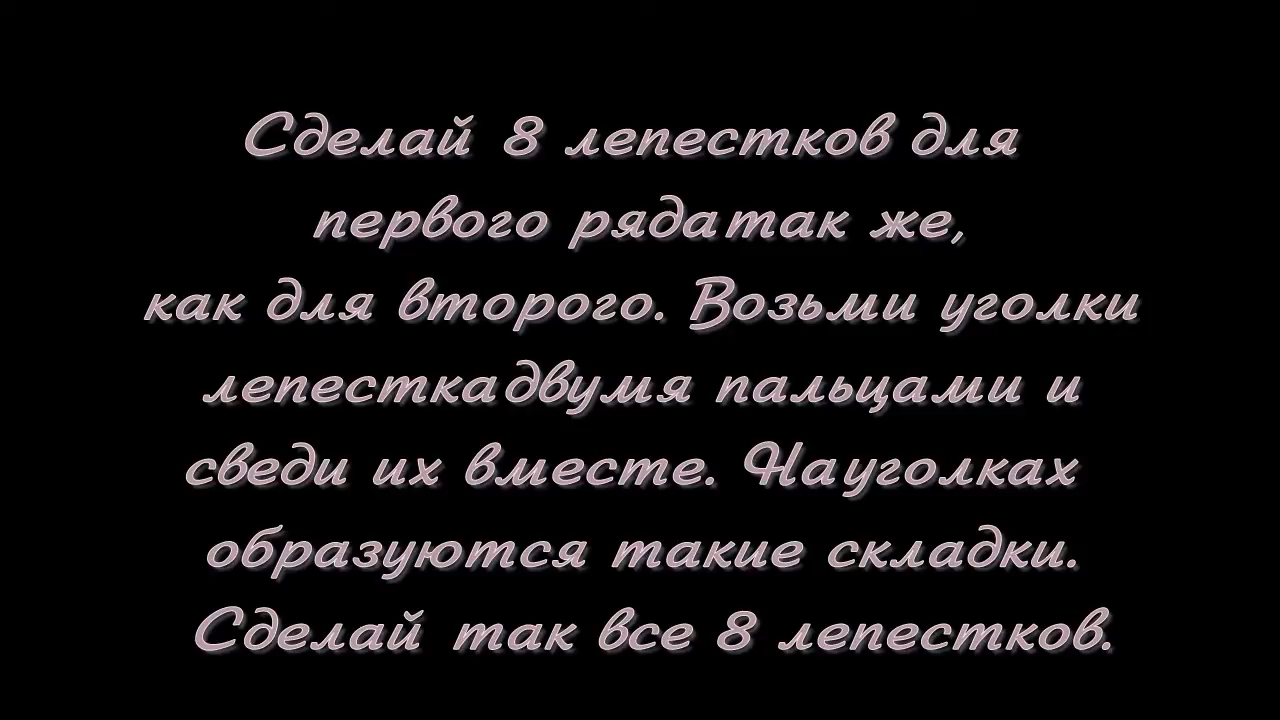 Сделай 8 лепестков для
первого рядатак же,
как для второго. Возьми уголки
лепесткадвумя пальцами и
сведи их вместе. Науголках
образуются такие складки.
Сделай так все 8 лепестков.